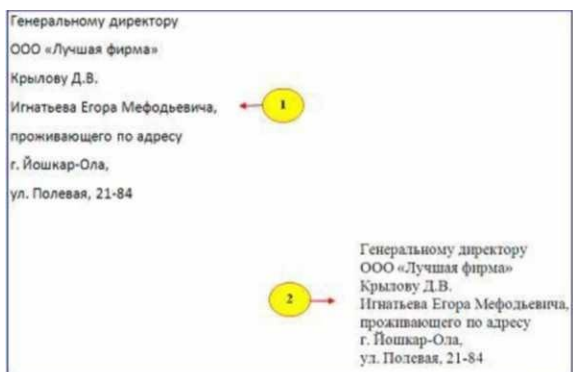 Генеральному директору
ООО «Лучшая фирма»
Крылову Д.В.
Игнатьева Егора Мефодьевича,
1
проживающего по адресу
г. Йошкар-Ола,
ул. Полевая, 21-84
Генеральному директору
ООО «Лучшая фирма»
Крылову Д.В.
2
Игнатьева Егора Мефодьевича,
проживающего по адресу
г. Йошкар-Ола,
ул. Полевая, 21-84